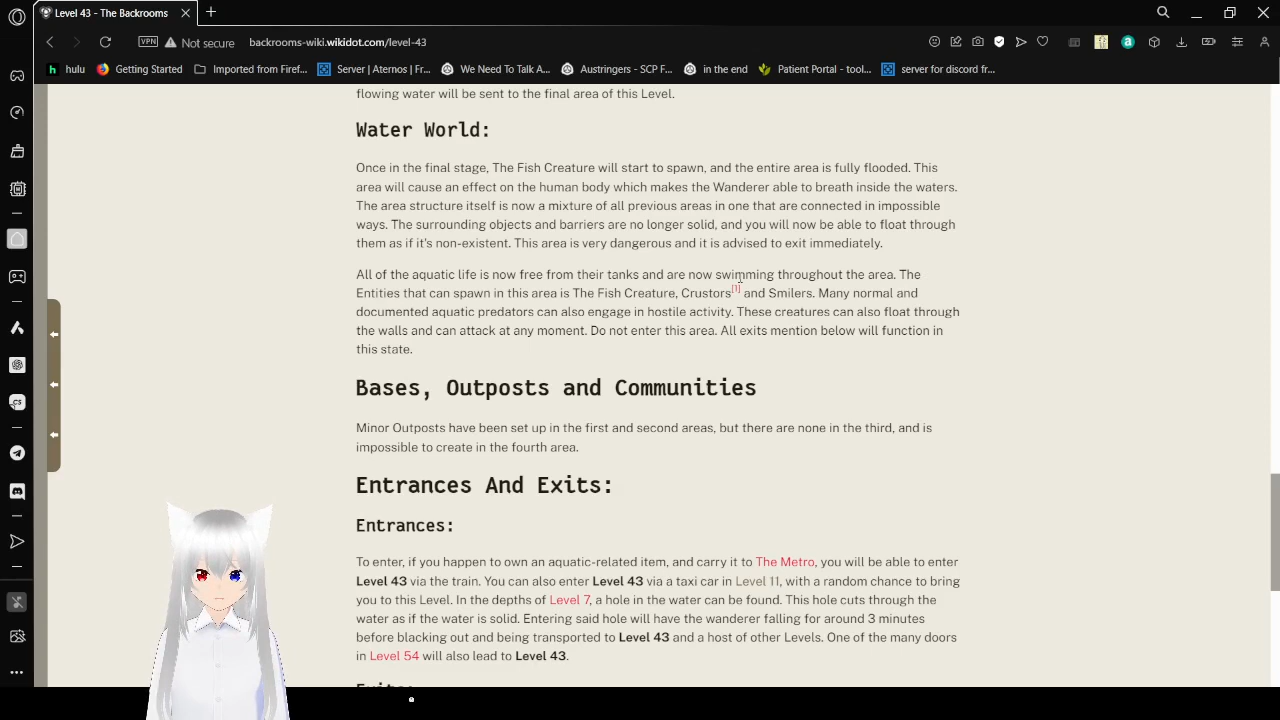 Level 43 - The Backrooms
VPN Not secure backrooms-wiki.wikidot.com/level-43
hulu Getting Started Imported from Firef... Server | Aternos | Fr... We Need To Talk A... Austringers - SCP F... in the end Patient Portal - tool... server for discord fr...
flowing water will be sent to the final area of this Level.
Water World:
Once in the final stage, The Fish Creature will start to spawn, and the entire area is fully flooded. This
area will cause an effect on the human body which makes the Wanderer able to breath inside the waters.
The area structure itself is now a mixture of all previous areas in one that are connected in impossible
ways. The surrounding objects and barriers are no longer solid, and you will now be able to float through
them as if it's non-existent. This area is very dangerous and it is advised to exit immediately.
All of the aquatic life is now free from their tanks and are now swimming throughout the area. The
Entities that can spawn in this area is The Fish Creature, Crustors[1] and Smilers. Many normal and
documented aquatic predators can also engage in hostile activity. These creatures can also float through
the walls and can attack at any moment. Do not enter this area. All exits mention below will function in
this state.
Bases, Outposts and Communities
Minor Outposts have been set up in the first and second areas, but there are none in the third, and is
impossible to create in the fourth area.
Entrances And Exits:
Entrances:
To enter, if you happen to own an aquatic-related item, and carry it to The Metro, you will be able to enter
Level 43 via the train. You can also enter Level 43 via a taxi car in Level 11, with a random chance to bring
you to this Level. In the depths of Level 7, a hole in the water can be found. This hole cuts through the
water as if the water is solid. Entering said hole will have the wanderer falling for around 3 minutes
before blacking out and being transported to Level 43 and a host of other Levels. One of the many doors
in Level 54 will also lead to Level 43.
Exits: